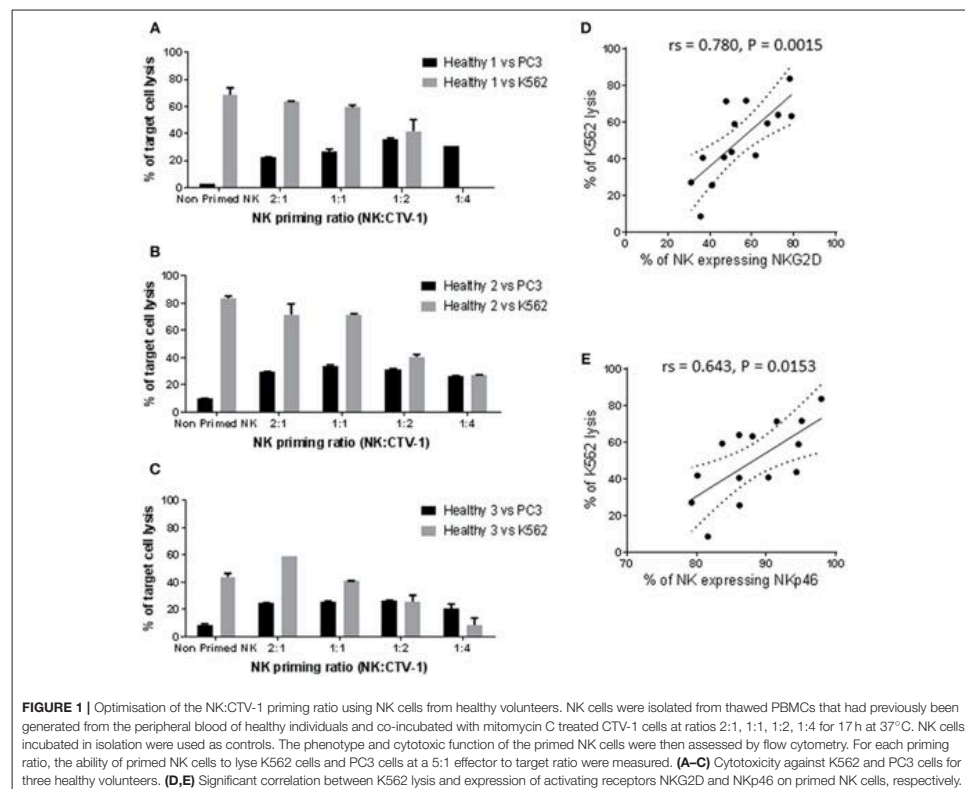 A
100
80
60
40
20
0
% of target cell lysis
Healthy 1 vs PC3
Healthy 1 vs K562
Non Primed NK 2:1 1:1 1:2 1:4
NK priming ratio (NK:CTV-1)
B
100
80
60
40
20
0
% of target cell lysis
Healthy 2 vs PC3
Healthy 2 vs K562
Non Primed NK 2:1 1:1 1:2 1:4
NK priming ratio (NK:CTV-1)
C
100
80
60
40
20
0
% of target cell lysis
Healthy 3 vs PC3
Healthy 3 vs K562
Non Primed NK 2:1 1:1 1:2 1:4
NK priming ratio (NK:CTV-1)
D
rs = 0.780, P = 0.0015
100
80
60
40
20
0
% of K562 lysis
0 20 40 60 80 100
% of NK expressing NKG2D
E
rs = 0.643, P = 0.0153
100
80
60
40
20
0
% of K562 lysis
70 80 90 100
% of NK expressing NKp46
FIGURE 1 | Optimisation of the NK:CTV-1 priming ratio using NK cells from healthy volunteers. NK cells were isolated from thawed PBMCs that had previously been
generated from the peripheral blood of healthy individuals and co-incubated with mitomycin C treated CTV-1 cells at ratios 2:1, 1:1, 1:2, 1:4 for 17 h at 37°C. NK cells
incubated in isolation were used as controls. The phenotype and cytotoxic function of the primed NK cells were then assessed by flow cytometry. For each priming
ratio, the ability of primed NK cells to lyse K562 cells and PC3 cells at a 5:1 effector to target ratio were measured. (A–C) Cytotoxicity against K562 and PC3 cells for
three healthy volunteers. (D,E) Significant correlation between K562 lysis and expression of activating receptors NKG2D and NKp46 on primed NK cells, respectively.